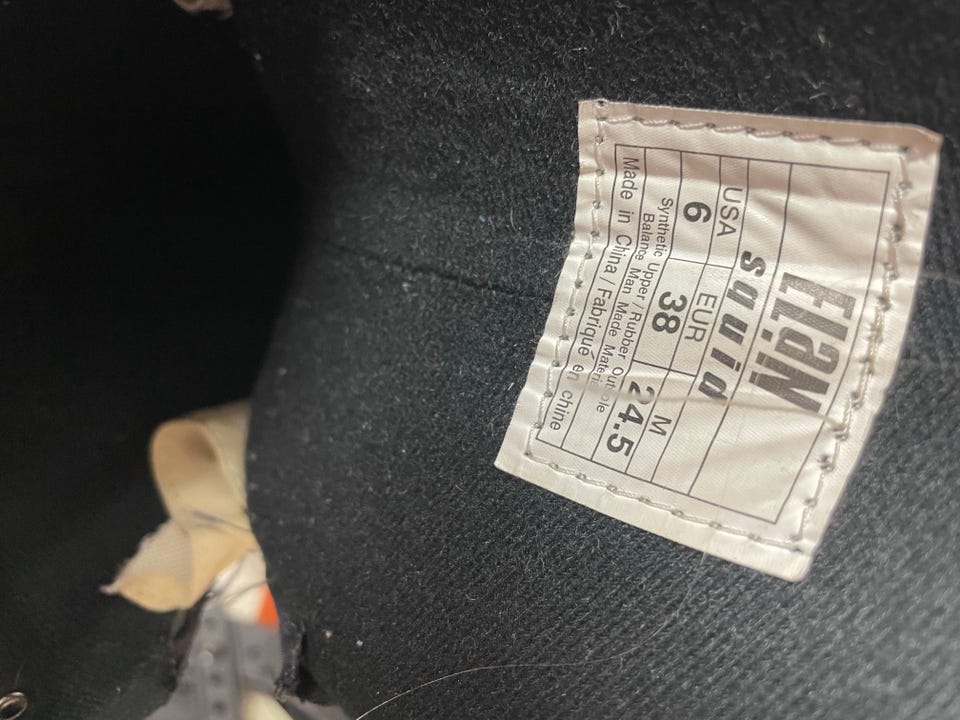 ElaN
squid
USA EUR M
6 38 24.5
Synthetic Upper / Rubber Outsole
Balance Man Made Materials
Made in China / Fabriqué en chine